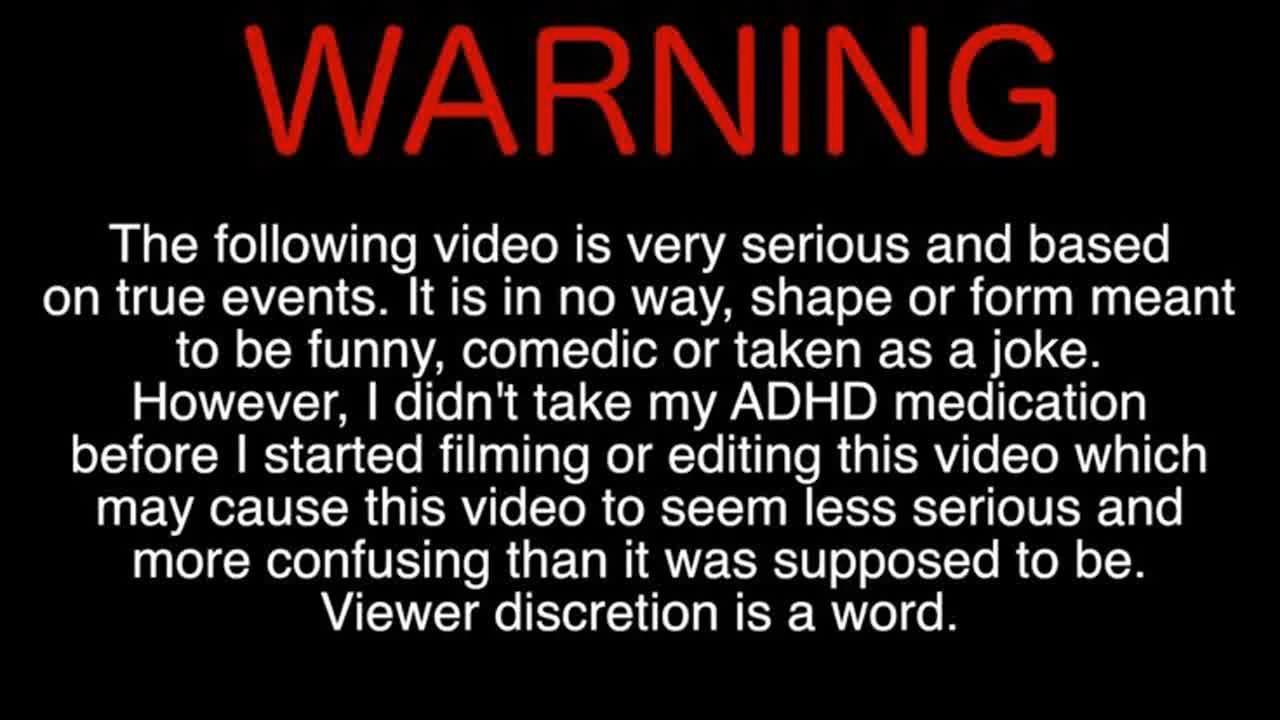 WARNING
The following video is very serious and based
on true events. It is in no way, shape or form meant
to be funny, comedic or taken as a joke.
However, I didn't take my ADHD medication
before I started filming or editing this video which
may cause this video to seem less serious and
more confusing than it was supposed to be.
Viewer discretion is a word.